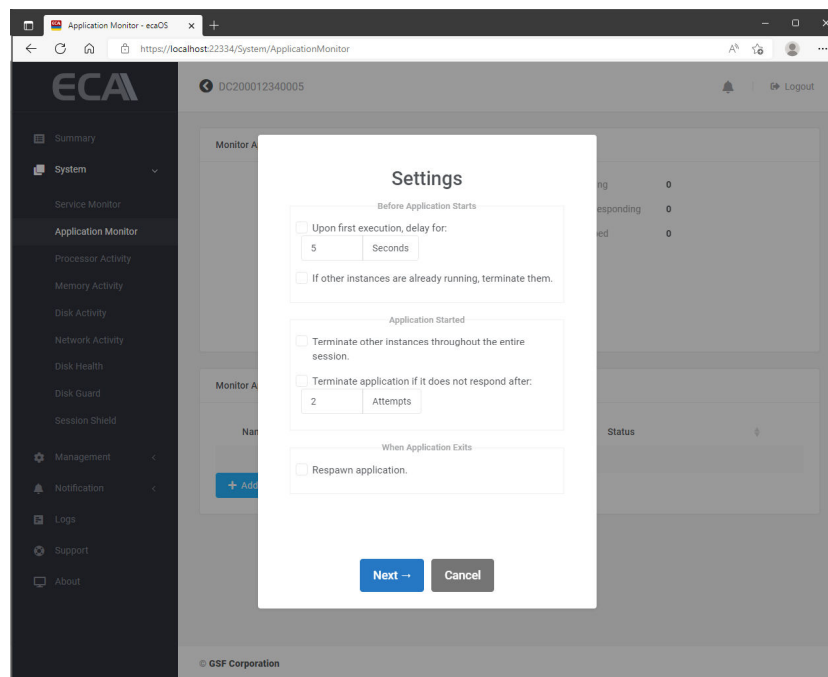 Application Monitor - ecaOS
https://localhost:22334/System/ApplicationMonitor
ECA
DC200012340005
Logout
Summary
System
Service Monitor
Application Monitor
Processor Activity
Memory Activity
Disk Activity
Network Activity
Disk Health
Disk Guard
Session Shield
Management
Notification
Logs
Support
About
Monitor A
ng 0
esponding 0
ed 0
Monitor A
Nan
Status
+ Add
Settings
Before Application Starts
Upon first execution, delay for:
5 Seconds
If other instances are already running, terminate them.
Application Started
Terminate other instances throughout the entire
session.
Terminate application if it does not respond after:
2 Attempts
When Application Exits
Respawn application.
Next →
Cancel
© GSF Corporation